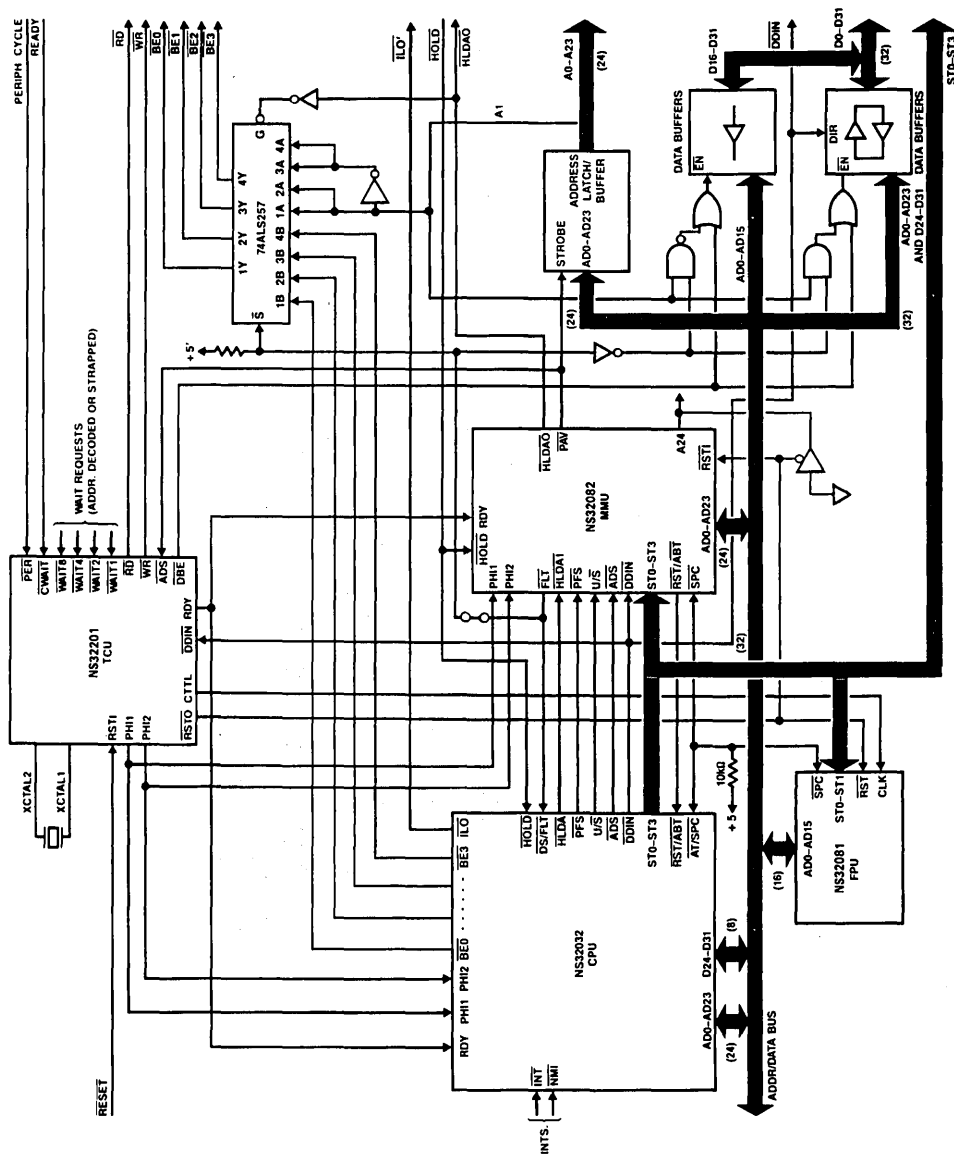 PERIPH CYCLE
READY
RD
WR
BE0
BE1
BE2
BE3
ILO'
HOLD
HLDAO
WAIT REQUESTS
(ADDR. DECODED OR STRAPPED)
PER
CWAIT
WAIT8
WAIT4
WAIT2
WAIT1
RD
WR
ADS
DBE
NS32201
TCU
XCTAL2
XCTAL1
RSTI
PHI1
PHI2
RSTO
CTTL
DDIN
RDY
RESET
+ 5'
74ALS257
S
G
1Y
2Y
3Y
4Y
1B
2B
3B
4B
1A
2A
3A
4A
A1
STROBE
AD0-AD23
ADDRESS
LATCH/
BUFFER
A0-A23
(24)
(24)
EN
DATA BUFFERS
D16-D31
DDIN
AD0-AD15
EN
DIR
DATA BUFFERS
D0-D31
(32)
AD0-AD23
AND D24-D31
(32)
ST0-ST3
NS32082
MMU
HLDAO
PAV
A24
RSTI
HOLD
RDY
PHI1
PHI2
FLT
HLDA1
PFS
U/S
ADS
DDIN
ST0-ST3
RST/ABT
SPC
AD0-AD23
(24)
(32)
NS32032
CPU
RDY
PHI1
PHI2
BE0
BE3
ILO
HOLD
DS/FLT
HLDA
PFS
U/S
ADS
DDIN
ST0-ST3
RST/ABT
AT/SPC
INT
NMI
INTS.
AD0-AD23
(24)
D24-D31
(8)
ADDR/DATA BUS
+ 5
10kΩ
NS32081
FPU
AD0-AD15
(16)
SPC
ST0-ST1
RST
CLK